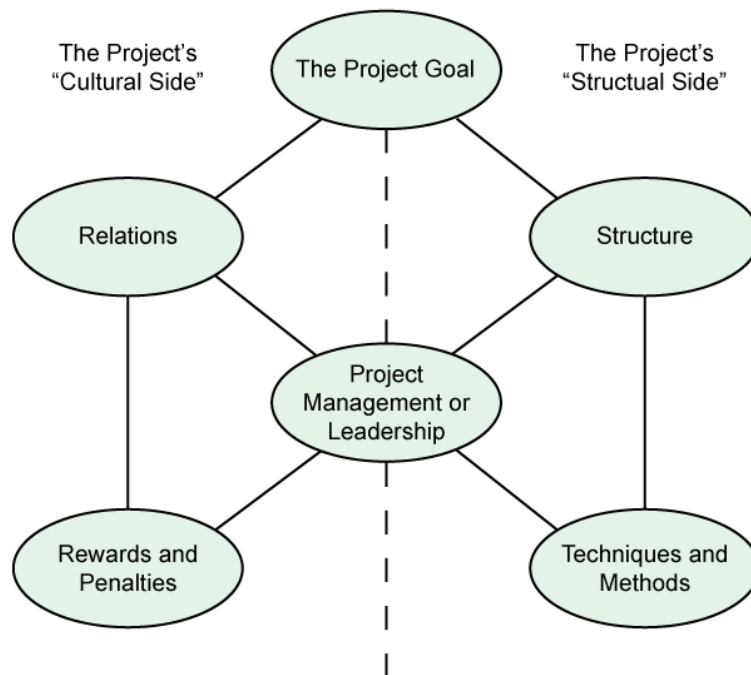 The Project’s
“Cultural Side”
The Project Goal
The Project’s
“Structual Side”
Relations
Structure
Project
Management or
Leadership
Rewards and
Penalties
Techniques and
Methods